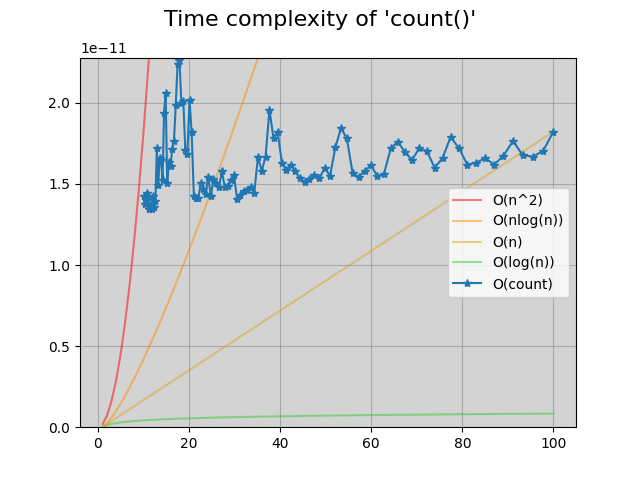 Time complexity of 'count()'
1e−11
2.0
1.5
1.0
0.5
0.0
0
20
40
60
80
100
O(n^2)
O(nlog(n))
O(n)
O(log(n))
O(count)